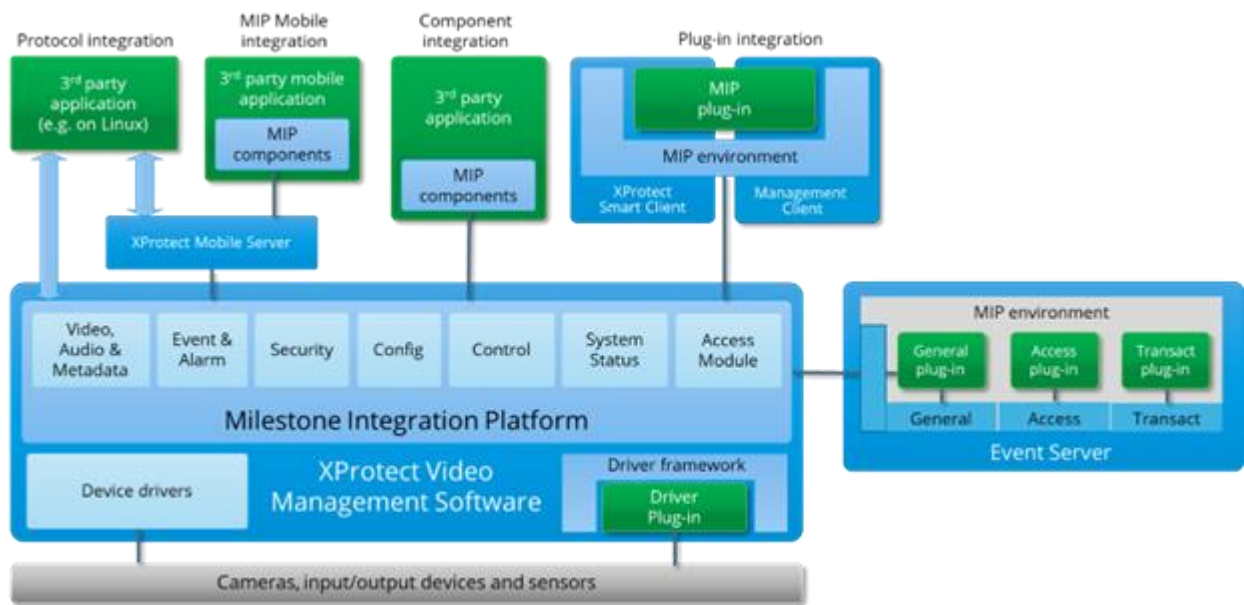 Protocol integration
MIP Mobile
integration
Component
integration
Plug-in integration
3rd party
application
(e.g. on Linux)
3rd party mobile
application
MIP
components
3rd party
application
MIP
components
MIP
plug-in
MIP environment
XProtect
Smart Client
Management
Client
XProtect Mobile Server
Video,
Audio &
Metadata
Event &
Alarm
Security
Config
Control
System
Status
Access
Module
Milestone Integration Platform
MIP environment
General
plug-in
Access
plug-in
Transact
plug-in
General
Access
Transact
Event Server
Device drivers
XProtect Video
Management Software
Driver framework
Driver
Plug-in
Cameras, input/output devices and sensors